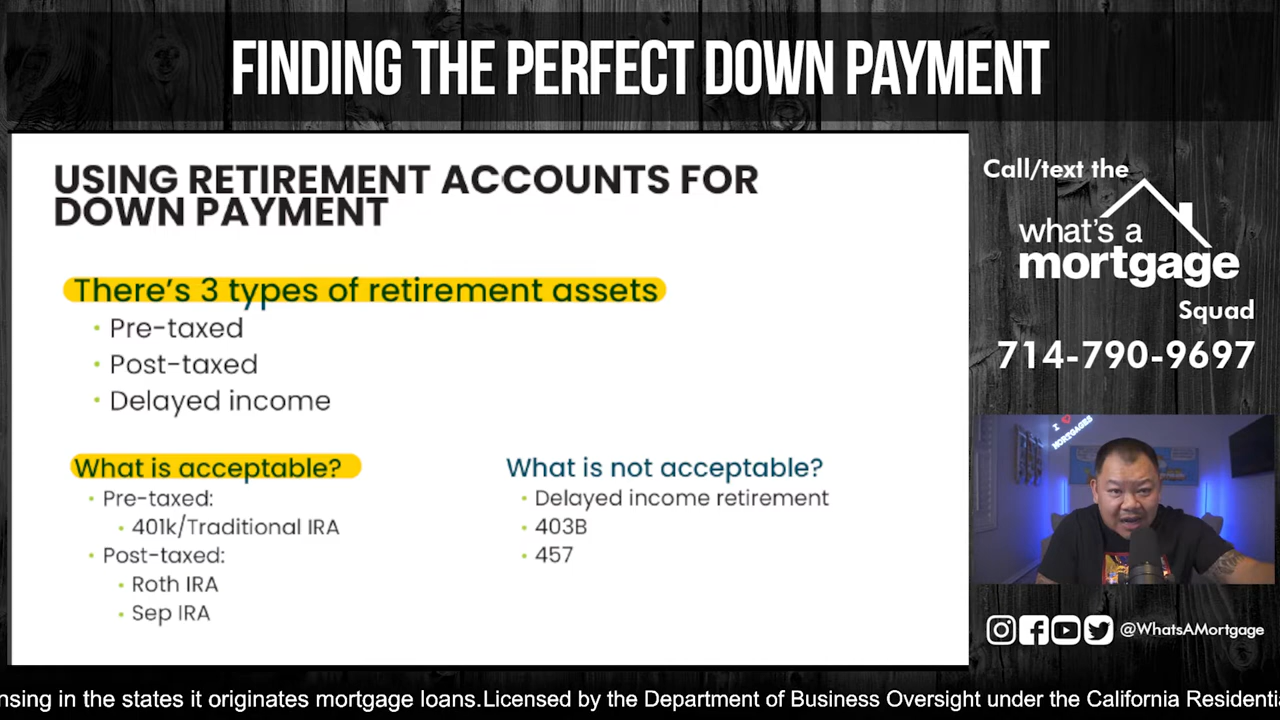 FINDING THE PERFECT DOWN PAYMENT
USING RETIREMENT ACCOUNTS FOR
DOWN PAYMENT
There's 3 types of retirement assets
• Pre-taxed
• Post-taxed
• Delayed income
What is acceptable?
• Pre-taxed:
• 401k/Traditional IRA
• Post-taxed:
• Roth IRA
• Sep IRA
What is not acceptable?
• Delayed income retirement
• 403B
• 457
Call/text the
what's a
mortgage
Squad
714-790-9697
I
MORTGAGES
@WhatsAMortgage
nsing in the states it originates mortgage loans.Licensed by the Department of Business Oversight under the California Residenti